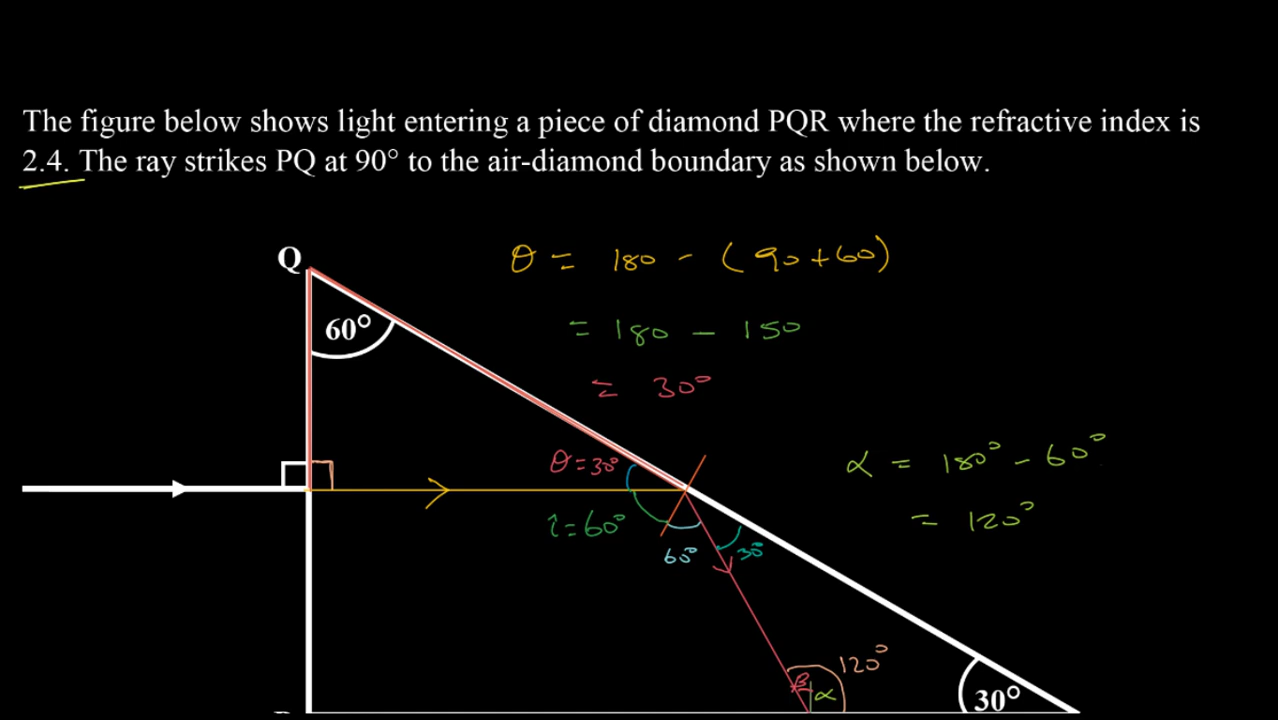 The figure below shows light entering a piece of diamond PQR where the refractive index is
2.4. The ray strikes PQ at 90° to the air-diamond boundary as shown below.
Q
θ = 180 - (90+60)
60°
= 180 - 150
= 30°
θ=30°
α = 180° - 60°
i=60°
= 120°
60°
30°
120°
β
α
30°